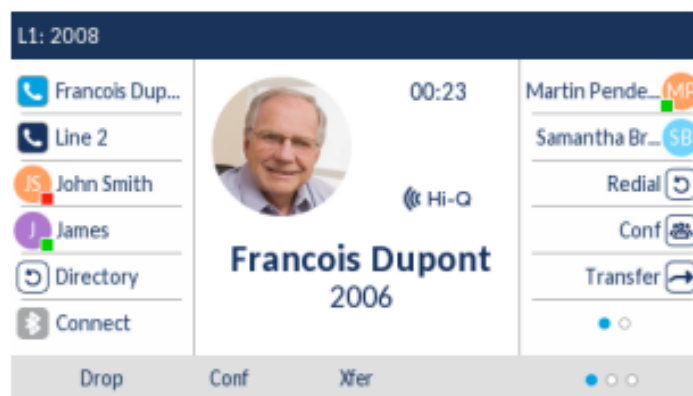 L1: 2008
Francois Dup...
Line 2
JS John Smith
J James
Directory
Connect
00:23
Hi-Q
Francois Dupont
2006
Martin Pende... MP
Samantha Br... SB
Redial
Conf
Transfer
Drop Conf Xfer